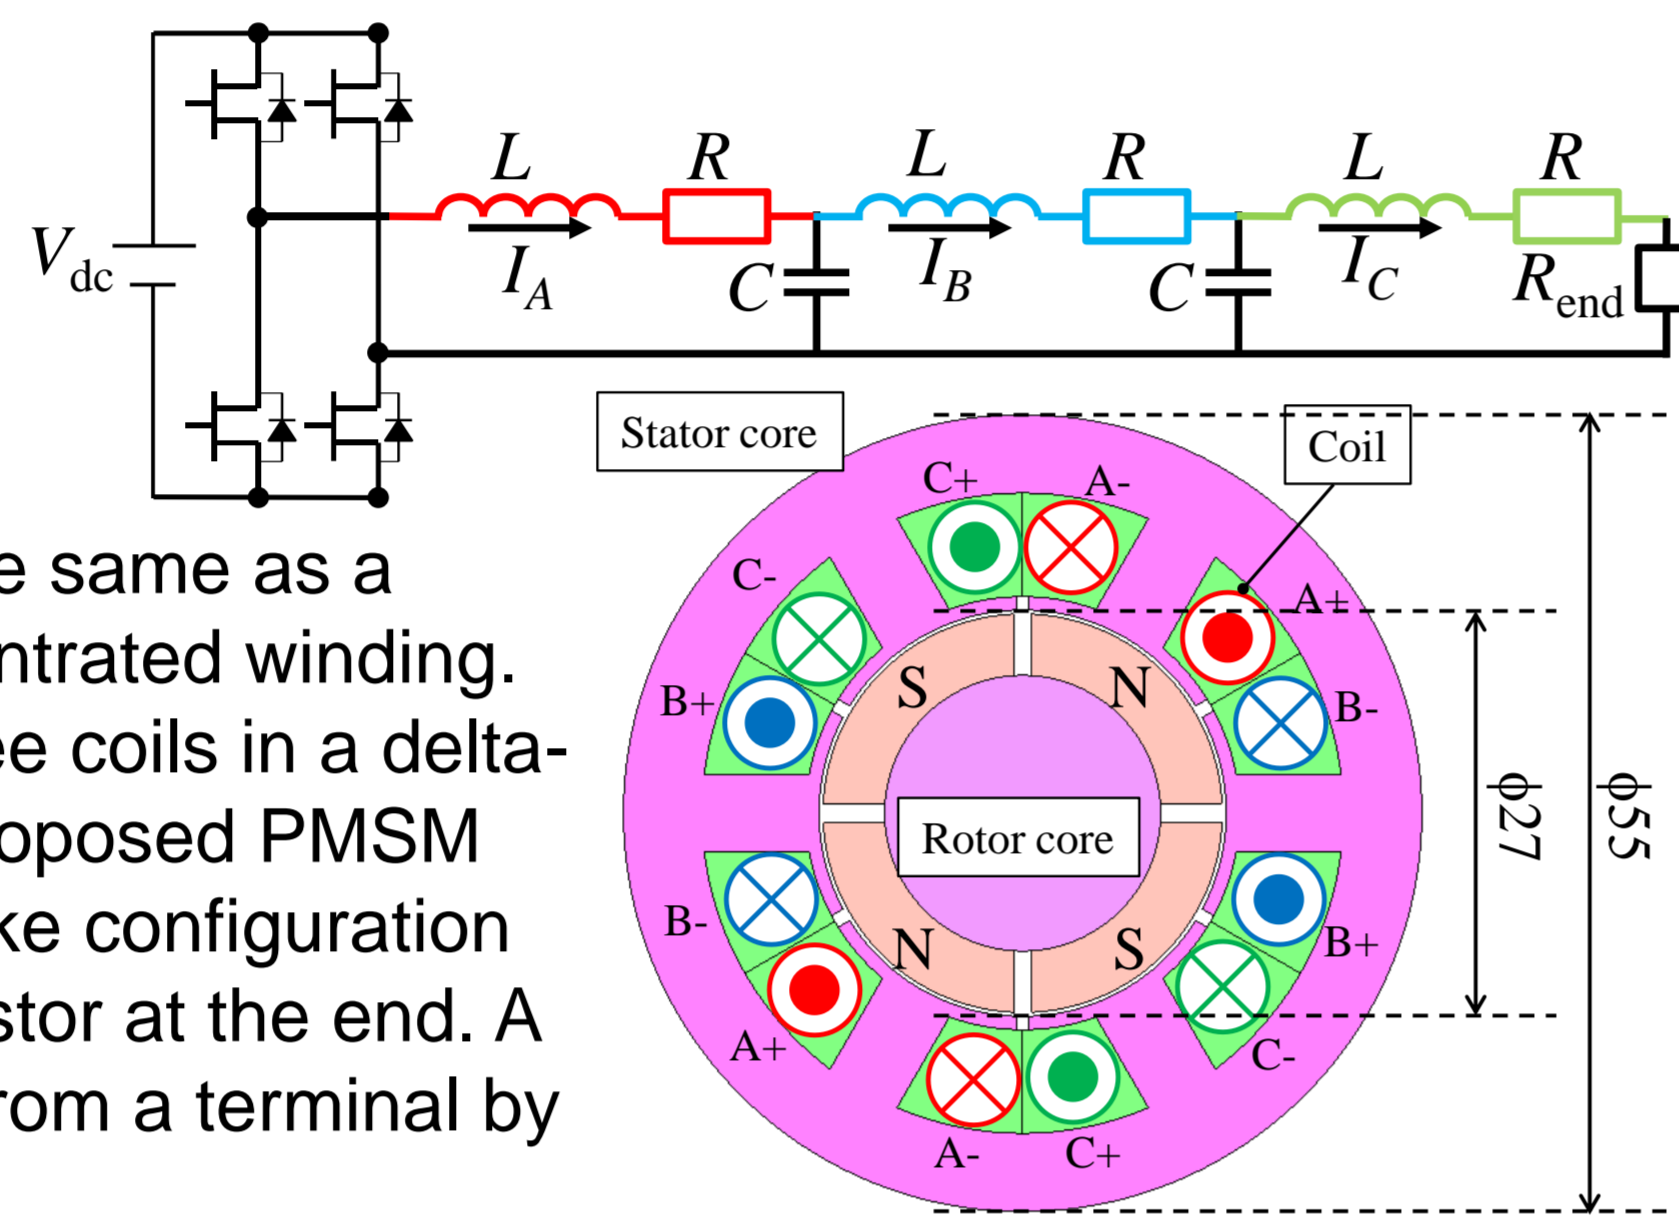 L R L R L R
V dc
I A C I B C I C R end
Stator core
Coil
C+ A-
C- A+
B+ B-
S N
Rotor core
N S
B- B+
A+ C-
A- C+
ϕ27
ϕ55
e same as a
ntrated winding.
ee coils in a delta-
oposed PMSM
ke configuration
stor at the end. A
rom a terminal by